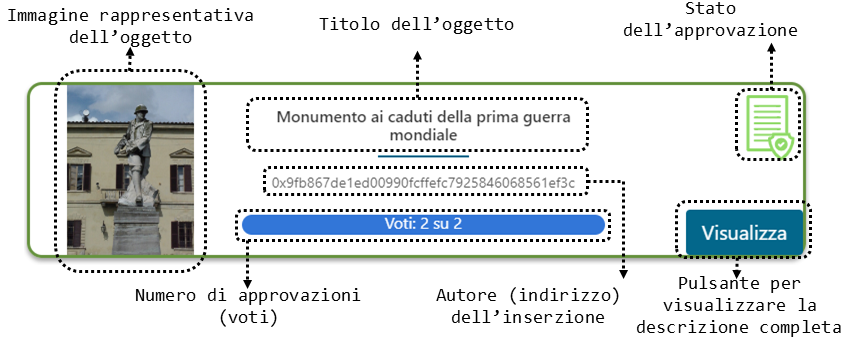 Immagine rappresentativa
dell’oggetto
Titolo dell’oggetto
Stato
dell’approvazione
Monumento ai caduti della prima guerra
mondiale
0x9fb867de1ed00990fcffefc7925846068561ef3c
Voti: 2 su 2
Visualizza
Numero di approvazioni
(voti)
Autore (indirizzo)
dell’inserzione
Pulsante per
visualizzare la
descrizione completa